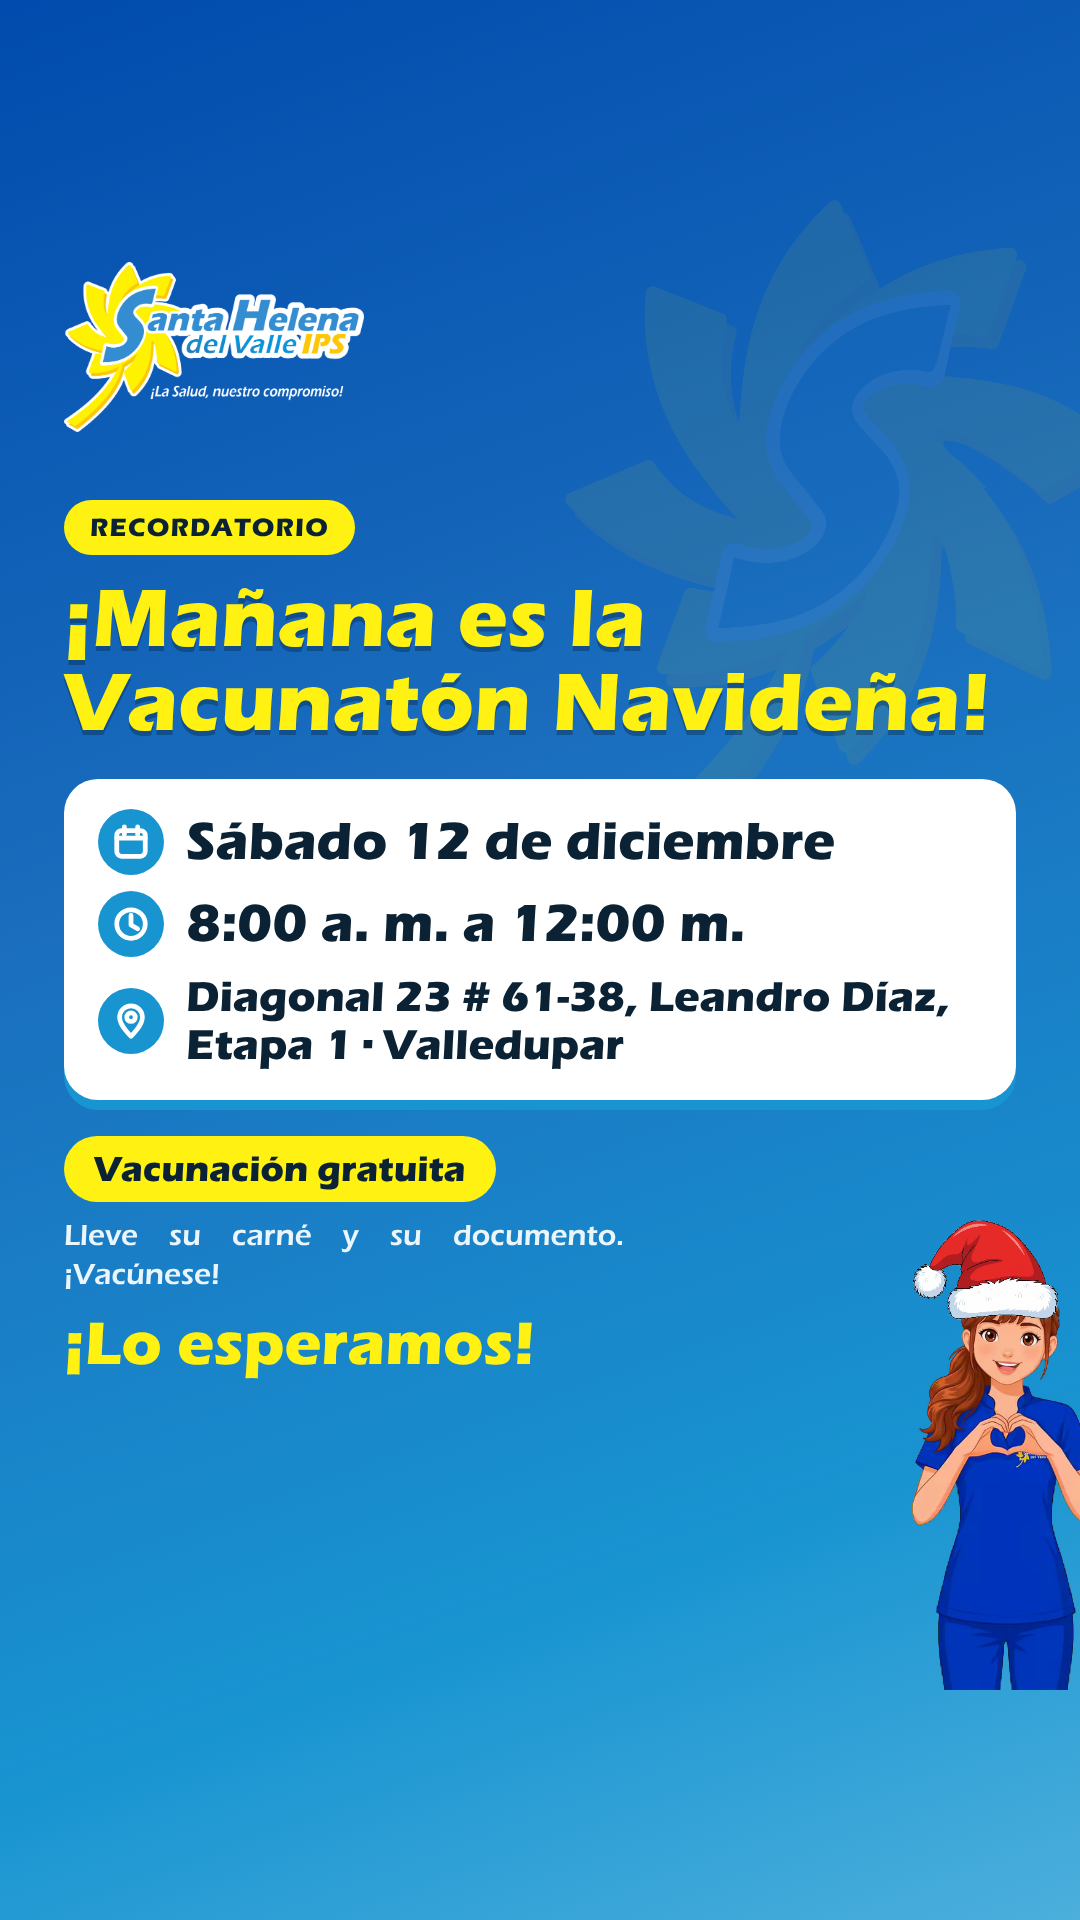 Santa Helena
del Valle IPS
¡La Salud, nuestro compromiso!
RECORDATORIO
¡Mañana es la
Vacunatón Navideña!
Sábado 12 de diciembre
8:00 a. m. a 12:00 m.
Diagonal 23 # 61-38, Leandro Díaz,
Etapa 1 · Valledupar
Vacunación gratuita
Lleve su carné y su documento.
¡Vacúnese!
¡Lo esperamos!